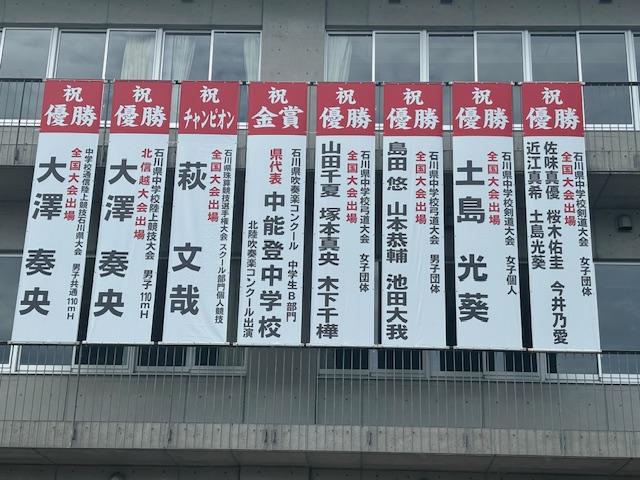 祝
優勝
石川県中学校剣道大会 女子団体
全国大会出場
佐味真優 桜木佑圭 今井乃愛
近江真希 土島光葵
祝
優勝
石川県中学校剣道大会 女子個人
全国大会出場
土島光葵
祝
優勝
石川県中学校弓道大会 男子団体
全国大会出場
島田悠 山本恭輔 池田大我
祝
優勝
石川県中学校弓道大会 女子団体
全国大会出場
山田千夏 塚本真央 木下千樺
祝
金賞
石川県吹奏楽コンクール 中学生B部門
県代表 中能登中学校
北陸吹奏楽コンクール出演
祝
チャンピオン
石川県珠算競技選手権大会 スクール部門個人競技
全国大会出場
萩文哉
祝
優勝
石川県中学校陸上競技大会 男子110mH
北信越大会出場
大澤奏央
祝
優勝
中学校通信陸上競技石川県大会 男子共通110mH
全国大会出場
大澤奏央